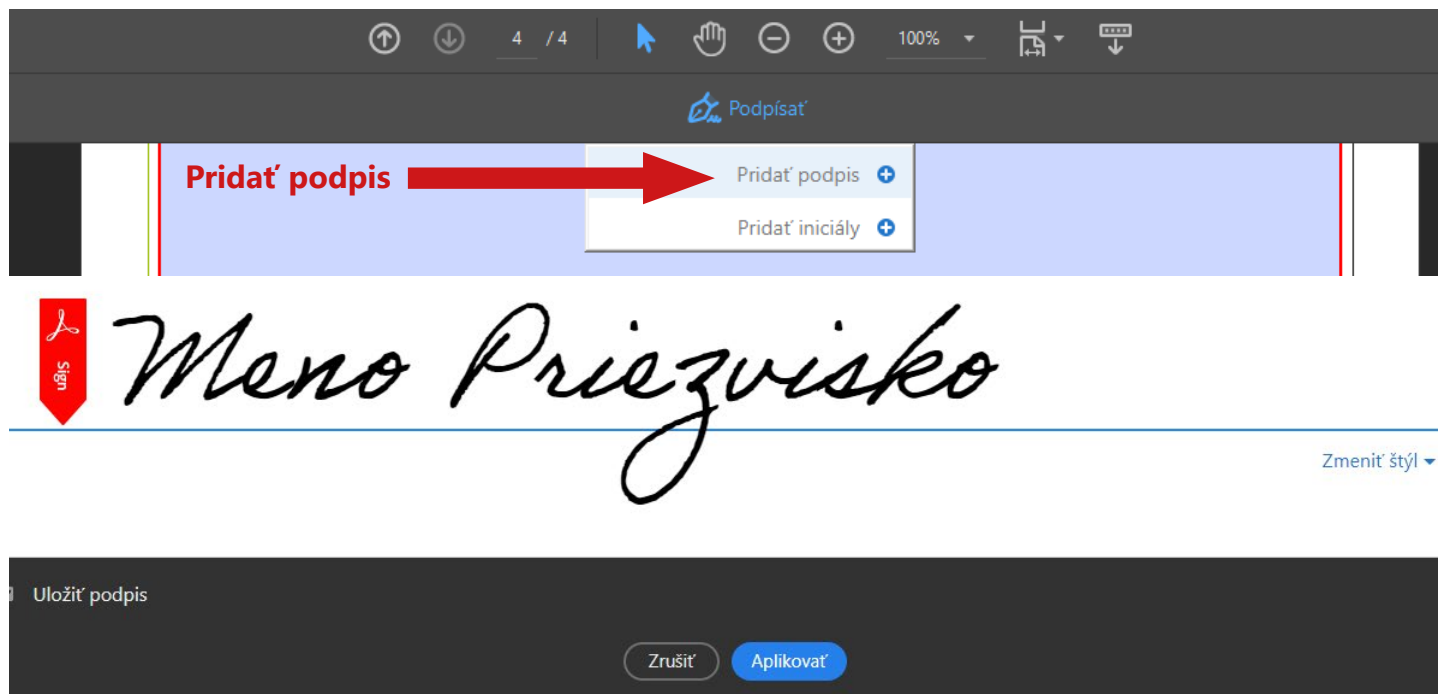 4 / 4 100%
Podpísať
Pridať podpis
Pridať podpis
Pridať iniciály
Sign
Meno Priezvisko
Zmeniť štýl
Uložiť podpis
Zrušiť
Aplikovať